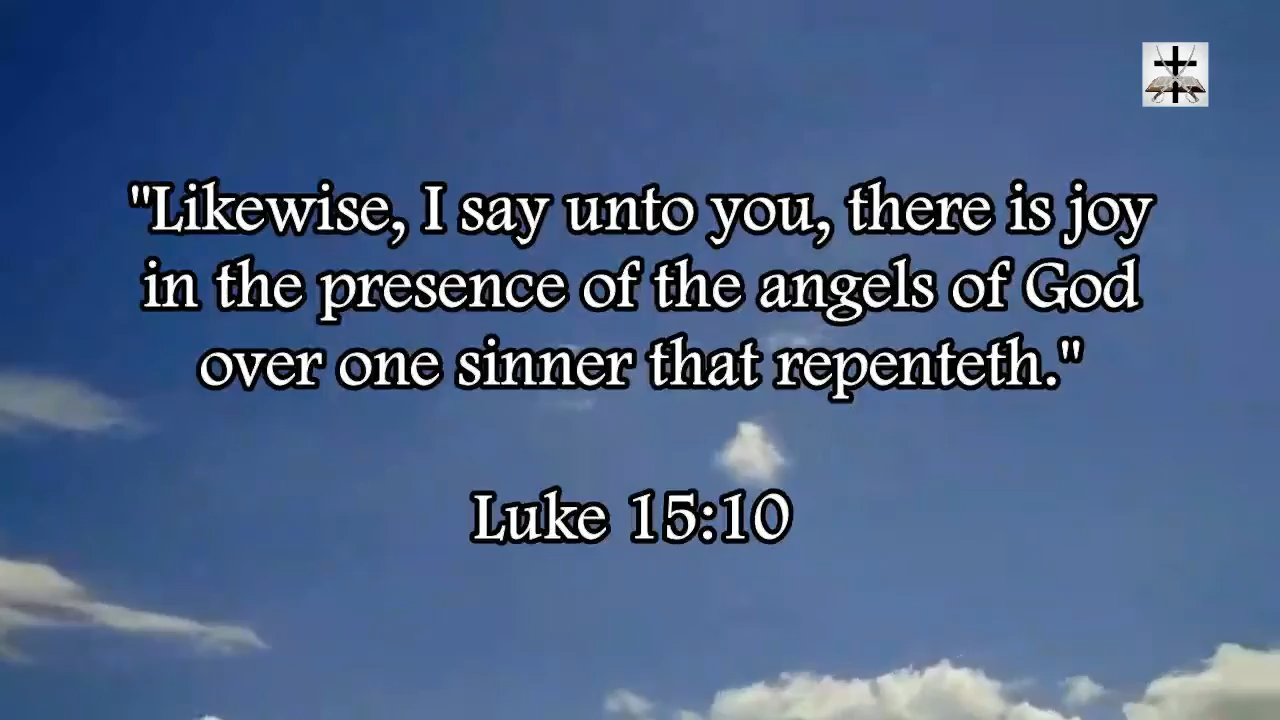 "Likewise, I say unto you, there is joy
in the presence of the angels of God
over one sinner that repenteth."
Luke 15:10